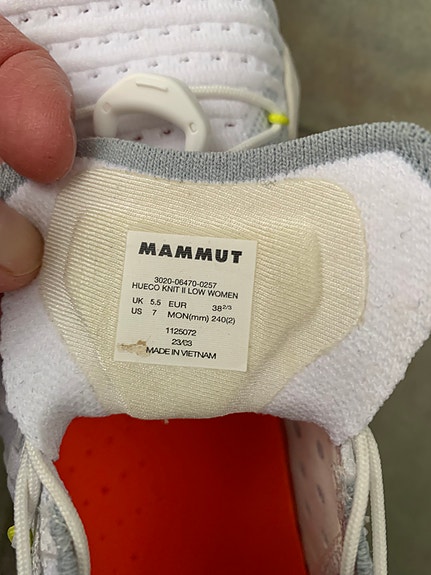 MAMMUT
3020-06470-0257
HUECO KNIT II LOW WOMEN
UK 5.5 EUR 38 2/3
US 7 MON(mm) 240(2)
1125072
23/03
MADE IN VIETNAM